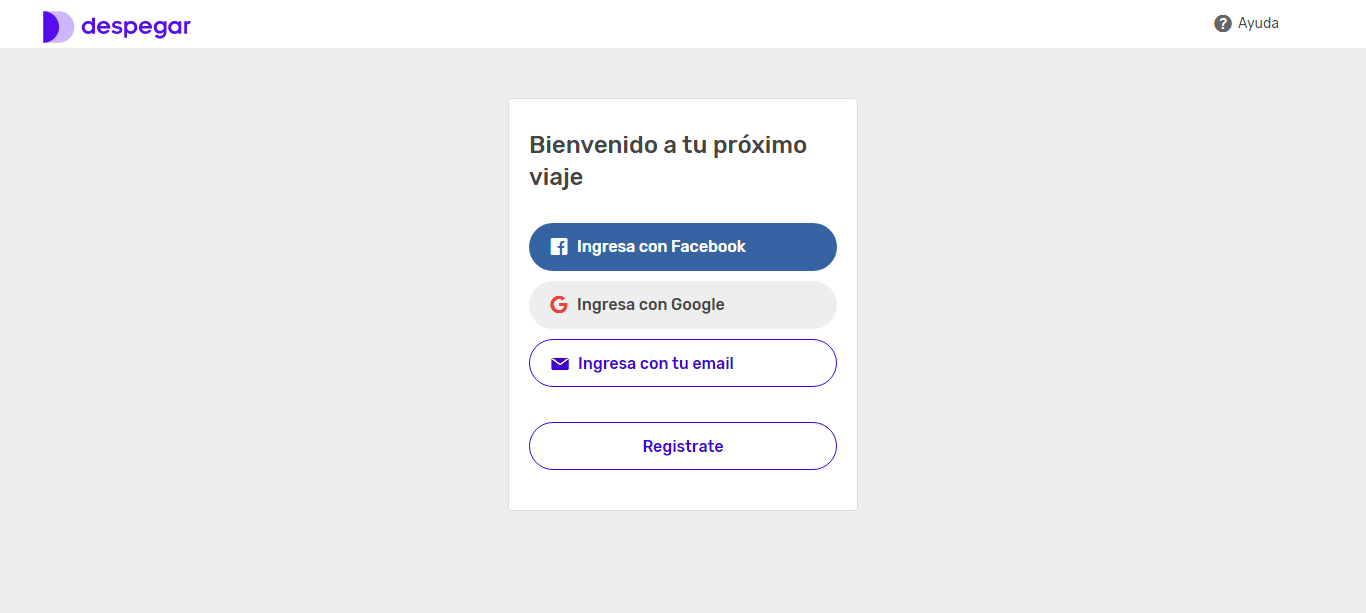 despegar
Ayuda
Bienvenido a tu próximo
viaje
Ingresa con Facebook
Ingresa con Google
Ingresa con tu email
Registrate